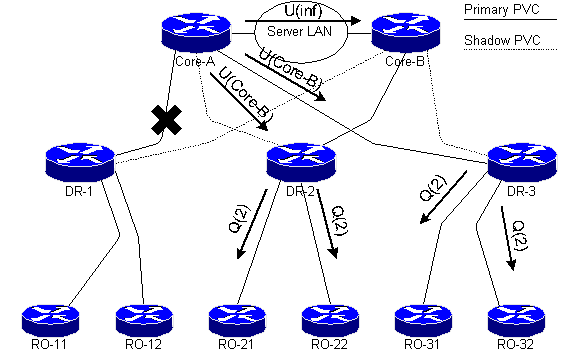 U(inf)
Primary PVC
Server LAN
Shadow PVC
Core-A
Core-B
U(Core-B)
U(Core-B)
DR-1
DR-2
DR-3
Q(2)
Q(2)
Q(2)
Q(2)
RO-11
RO-12
RO-21
RO-22
RO-31
RO-32